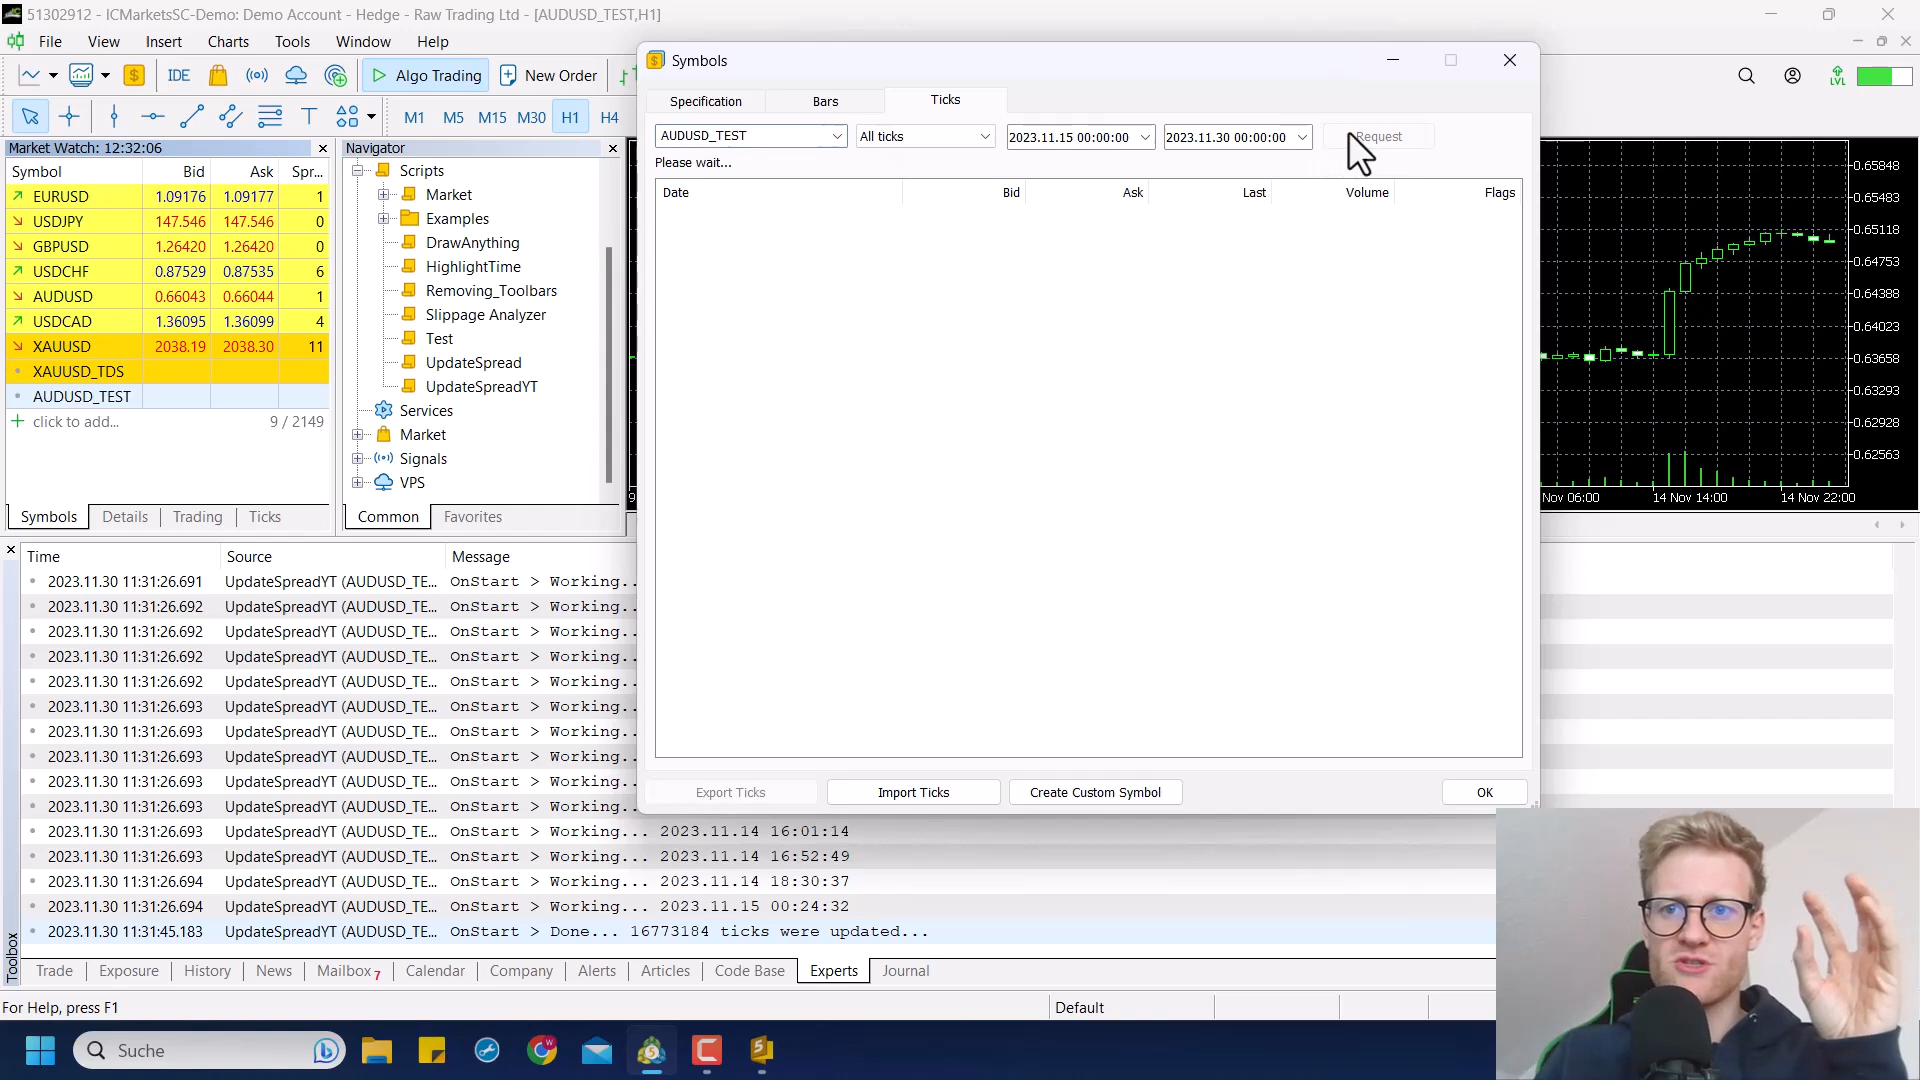 51302912 - ICMarketsSC-Demo: Demo Account - Hedge - Raw Trading Ltd - [AUDUSD_TEST,H1]
File View Insert Charts Tools Window Help
IDE Algo Trading New Order
M1 M5 M15 M30 H1 H4
LVL
Market Watch: 12:32:06
Symbol Bid Ask Spr...
EURUSD 1.09176 1.09177 1
USDJPY 147.546 147.546 0
GBPUSD 1.26420 1.26420 0
USDCHF 0.87529 0.87535 6
AUDUSD 0.66043 0.66044 1
USDCAD 1.36095 1.36099 4
XAUUSD 2038.19 2038.30 11
XAUUSD_TDS
AUDUSD_TEST
click to add... 9 / 2149
Symbols Details Trading Ticks
Navigator
Scripts
Market
Examples
DrawAnything
HighlightTime
Removing_Toolbars
Slippage Analyzer
Test
UpdateSpread
UpdateSpreadYT
Services
Market
Signals
VPS
Common Favorites
Symbols
Specification Bars Ticks
AUDUSD_TEST All ticks 2023.11.15 00:00:00 2023.11.30 00:00:00 Request
Please wait...
Date Bid Ask Last Volume Flags
Export Ticks Import Ticks Create Custom Symbol OK
0.65848
0.65483
0.65118
0.64753
0.64388
0.64023
0.63658
0.63293
0.62928
0.62563
Nov 06:00 14 Nov 14:00 14 Nov 22:00
Time Source Message
2023.11.30 11:31:26.691 UpdateSpreadYT (AUDUSD_TE... OnStart > Working..
2023.11.30 11:31:26.692 UpdateSpreadYT (AUDUSD_TE... OnStart > Working..
2023.11.30 11:31:26.692 UpdateSpreadYT (AUDUSD_TE... OnStart > Working..
2023.11.30 11:31:26.692 UpdateSpreadYT (AUDUSD_TE... OnStart > Working..
2023.11.30 11:31:26.692 UpdateSpreadYT (AUDUSD_TE... OnStart > Working..
2023.11.30 11:31:26.693 UpdateSpreadYT (AUDUSD_TE... OnStart > Working..
2023.11.30 11:31:26.693 UpdateSpreadYT (AUDUSD_TE... OnStart > Working..
2023.11.30 11:31:26.693 UpdateSpreadYT (AUDUSD_TE... OnStart > Working..
2023.11.30 11:31:26.693 UpdateSpreadYT (AUDUSD_TE... OnStart > Working..
2023.11.30 11:31:26.693 UpdateSpreadYT (AUDUSD_TE... OnStart > Working..
2023.11.30 11:31:26.693 UpdateSpreadYT (AUDUSD_TE... OnStart > Working... 2023.11.14 16:01:14
2023.11.30 11:31:26.693 UpdateSpreadYT (AUDUSD_TE... OnStart > Working... 2023.11.14 16:52:49
2023.11.30 11:31:26.694 UpdateSpreadYT (AUDUSD_TE... OnStart > Working... 2023.11.14 18:30:37
2023.11.30 11:31:26.694 UpdateSpreadYT (AUDUSD_TE... OnStart > Working... 2023.11.15 00:24:32
2023.11.30 11:31:45.183 UpdateSpreadYT (AUDUSD_TE... OnStart > Done... 16773184 ticks were updated...
Toolbox
Trade Exposure History News Mailbox 7 Calendar Company Alerts Articles Code Base Experts Journal
For Help, press F1 Default
Suche